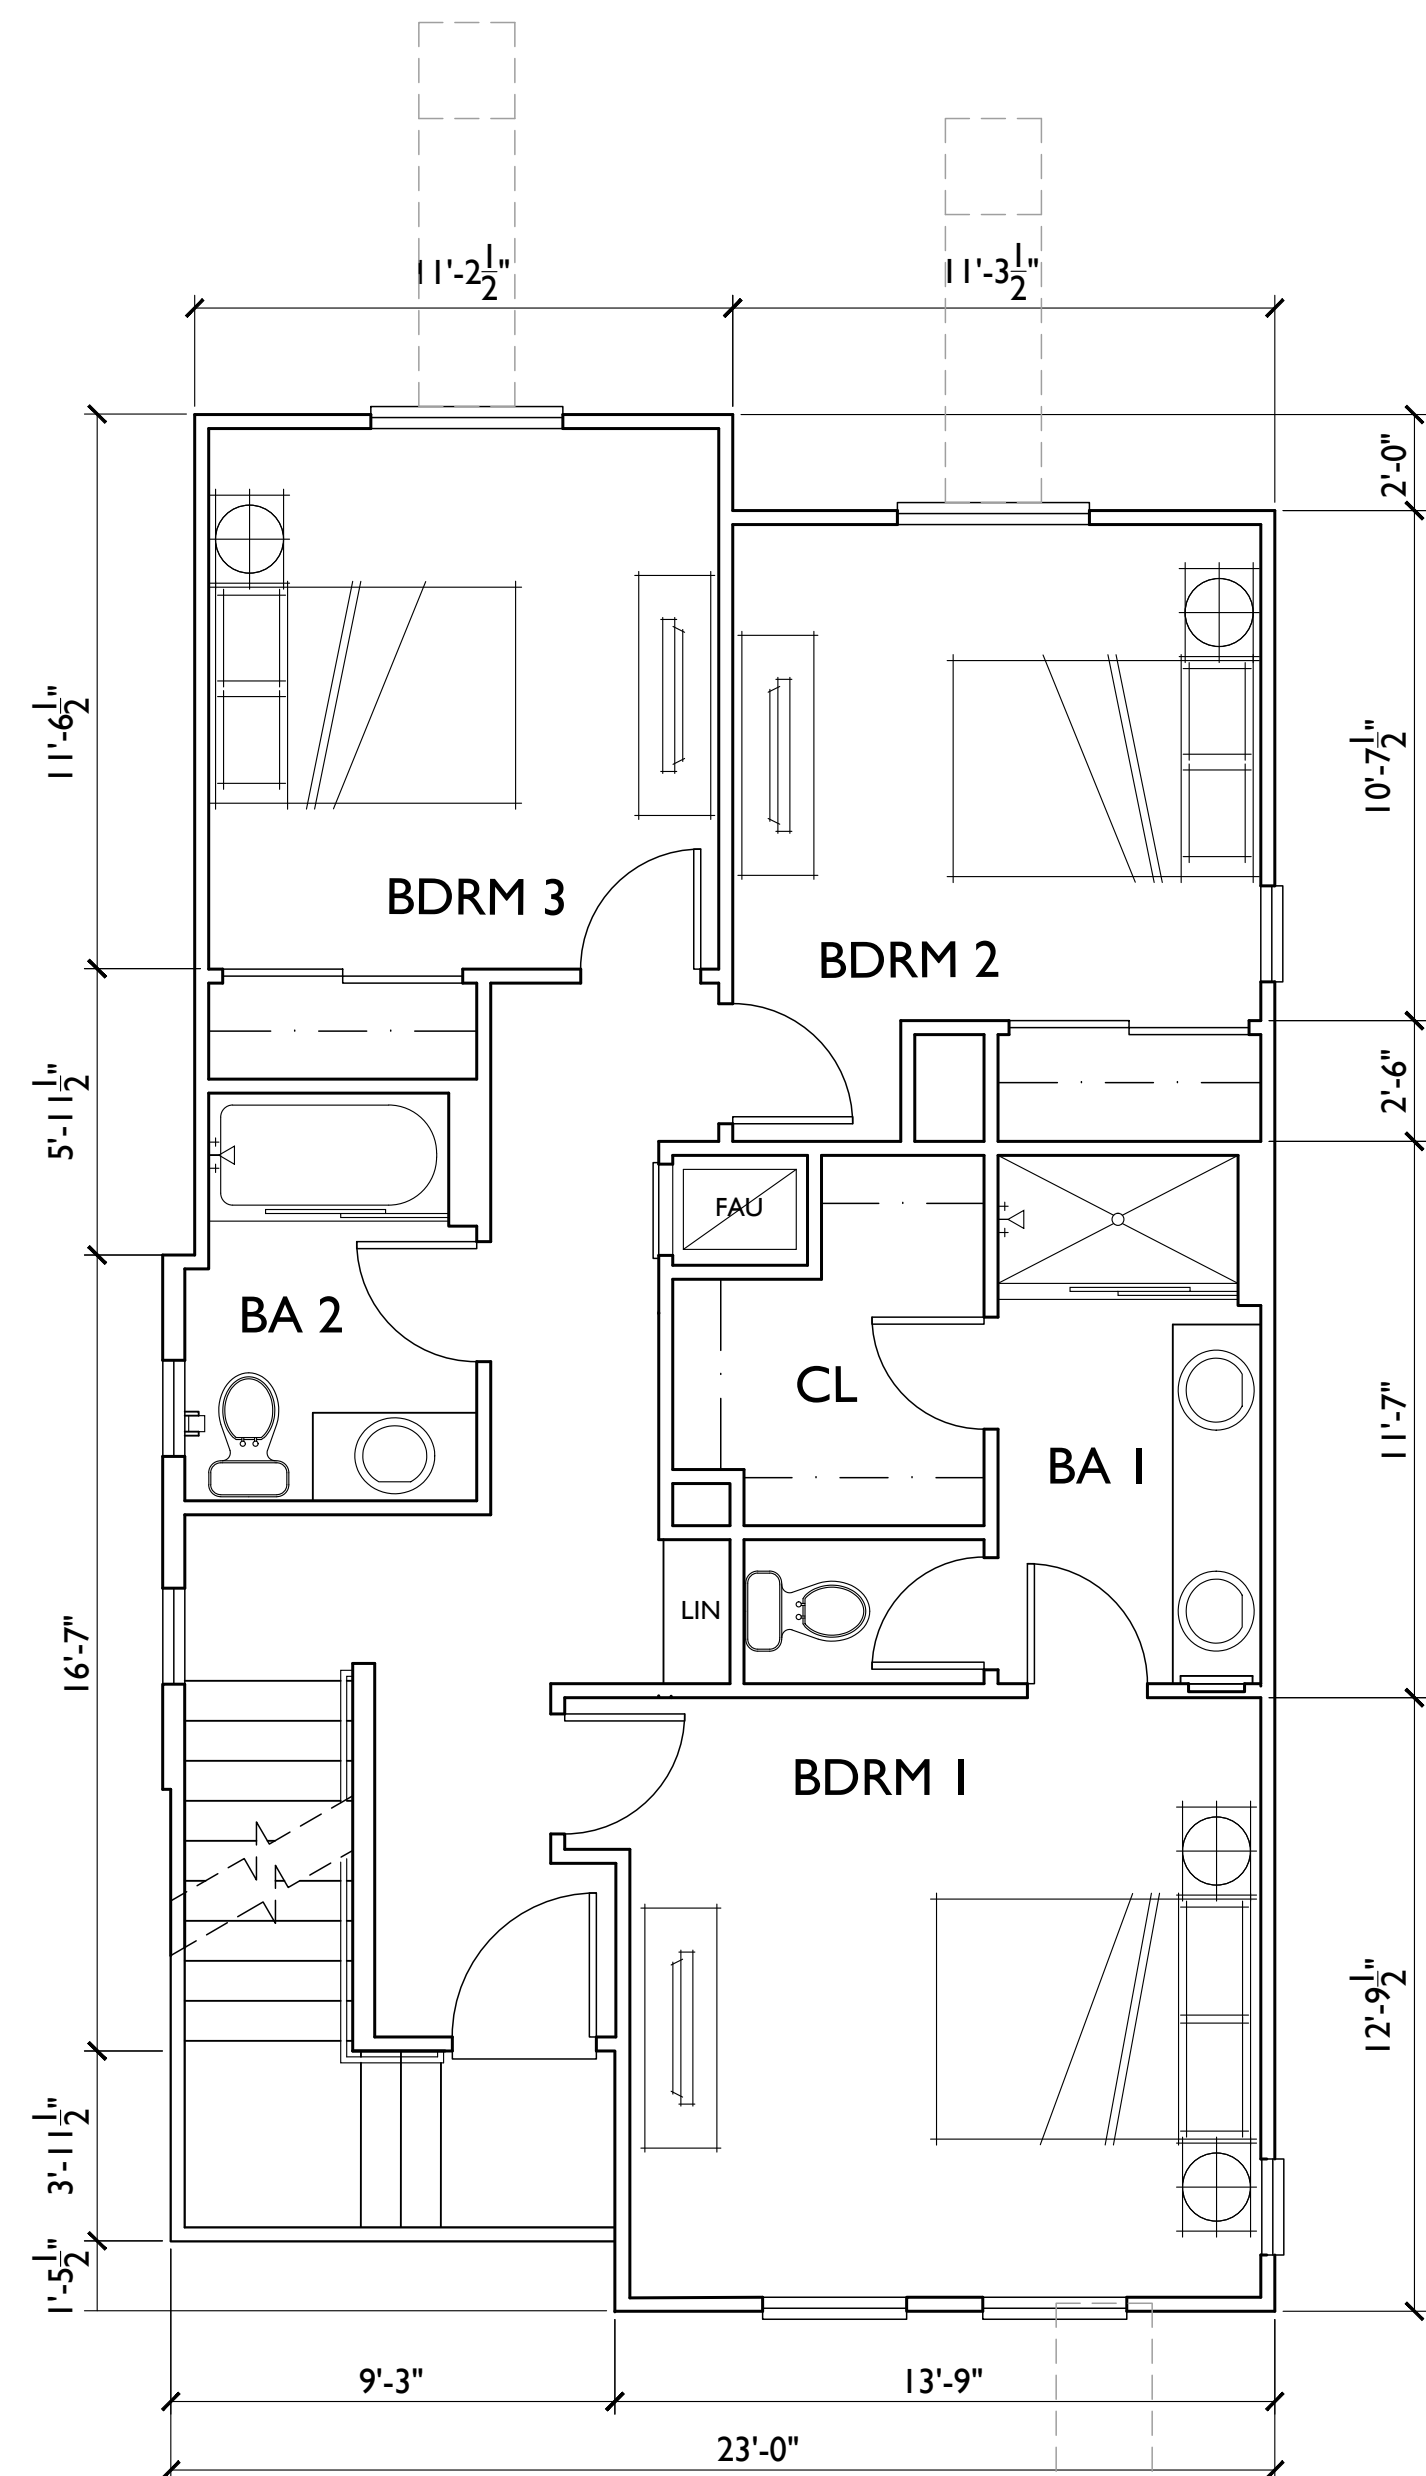 11'-2 1/2"
11'-3 1/2"
2'-0"
11'-6 1/2"
10'-7 1/2"
BDRM 3
BDRM 2
5'-11 1/2"
2'-6"
FAU
BA 2
CL
11'-7"
BA 1
LIN
16'-7"
BDRM 1
12'-9 1/2"
3'-11 1/2"
1'-5 1/2"
9'-3"
13'-9"
23'-0"